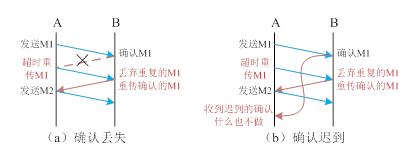 A B
发送M1
确认M1
超时重
传M1
丢弃重复的M1
重传确认的M1
发送M2
(a) 确认丢失
A B
发送M1
确认M1
超时重
传M1
丢弃重复的M1
重传确认的M1
发送M2
收到迟到的确认
什么也不做
(b) 确认迟到